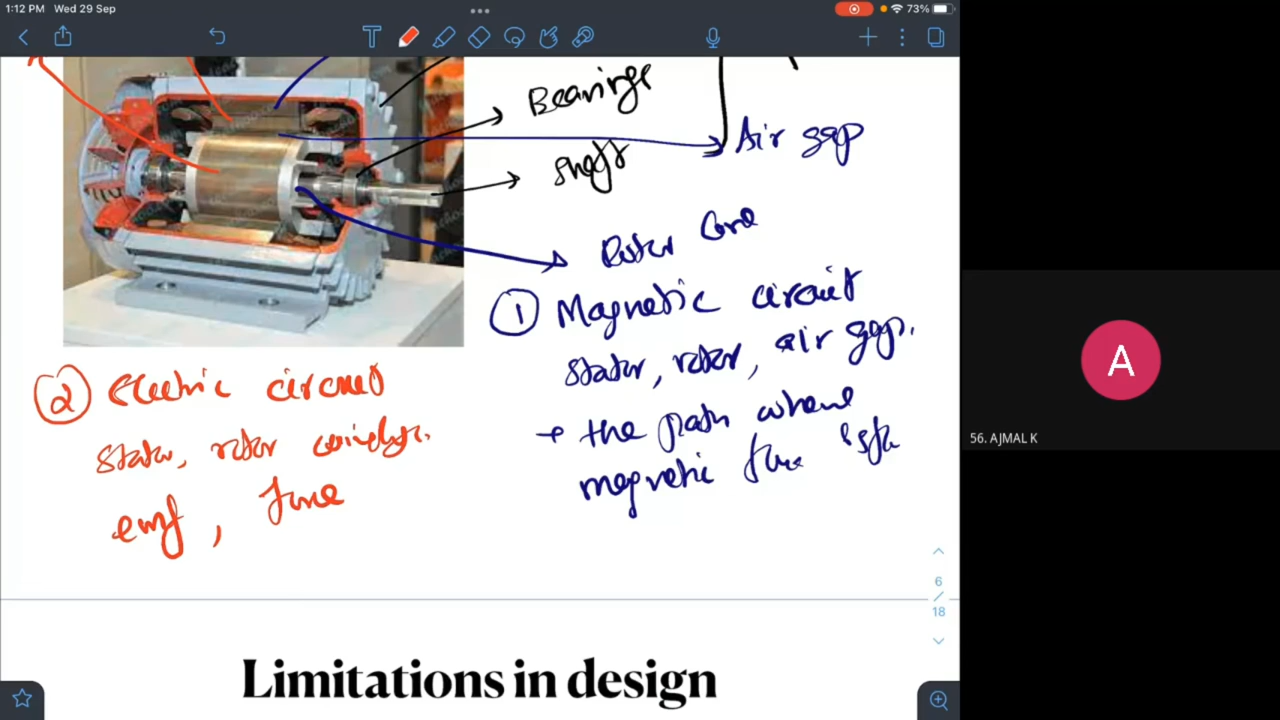 1:12 PM Wed 29 Sep
73%
Bearings
Air gap
shaft
Rotor Core
① Magnetic circuit
stator, rotor, air gap.
→ the path where
magnetic flux
② Electric circuit
stator, rotor windings.
emf, force
56. AJMAL K
A
6
/
18
Limitations in design